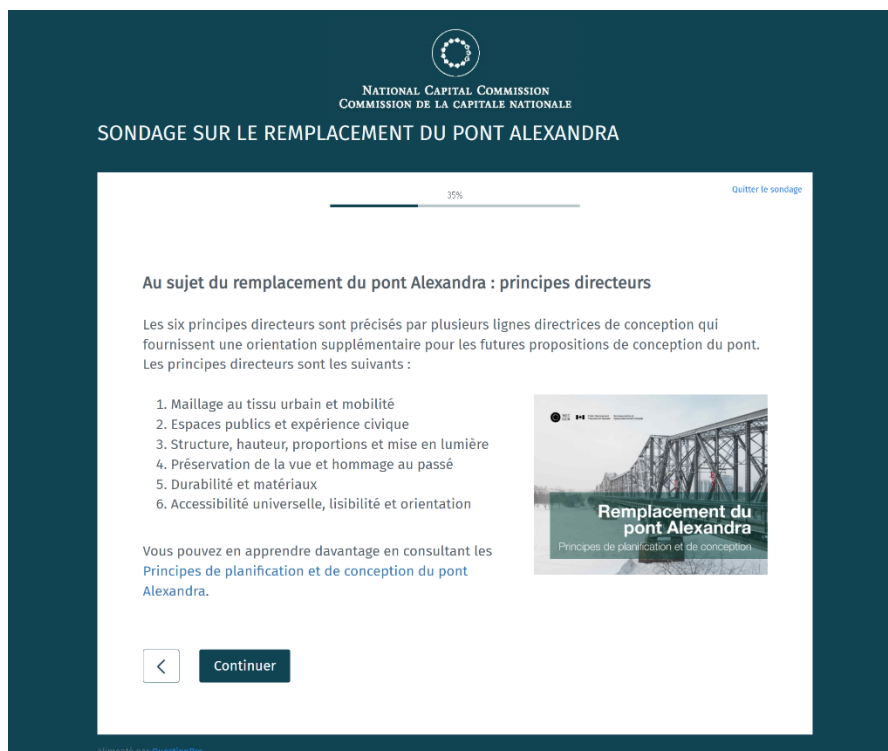 NATIONAL CAPITAL COMMISSION
COMMISSION DE LA CAPITALE NATIONALE
SONDAGE SUR LE REMPLACEMENT DU PONT ALEXANDRA
35%
Quitter le sondage
Au sujet du remplacement du pont Alexandra : principes directeurs
Les six principes directeurs sont précisés par plusieurs lignes directrices de conception qui
fournissent une orientation supplémentaire pour les futures propositions de conception du pont.
Les principes directeurs sont les suivants :
1. Maillage au tissu urbain et mobilité
2. Espaces publics et expérience civique
3. Structure, hauteur, proportions et mise en lumière
4. Préservation de la vue et hommage au passé
5. Durabilité et matériaux
6. Accessibilité universelle, lisibilité et orientation
Remplacement du
pont Alexandra
Principes de planification et de conception
Vous pouvez en apprendre davantage en consultant les
Principes de planification et de conception du pont
Alexandra.
Continuer